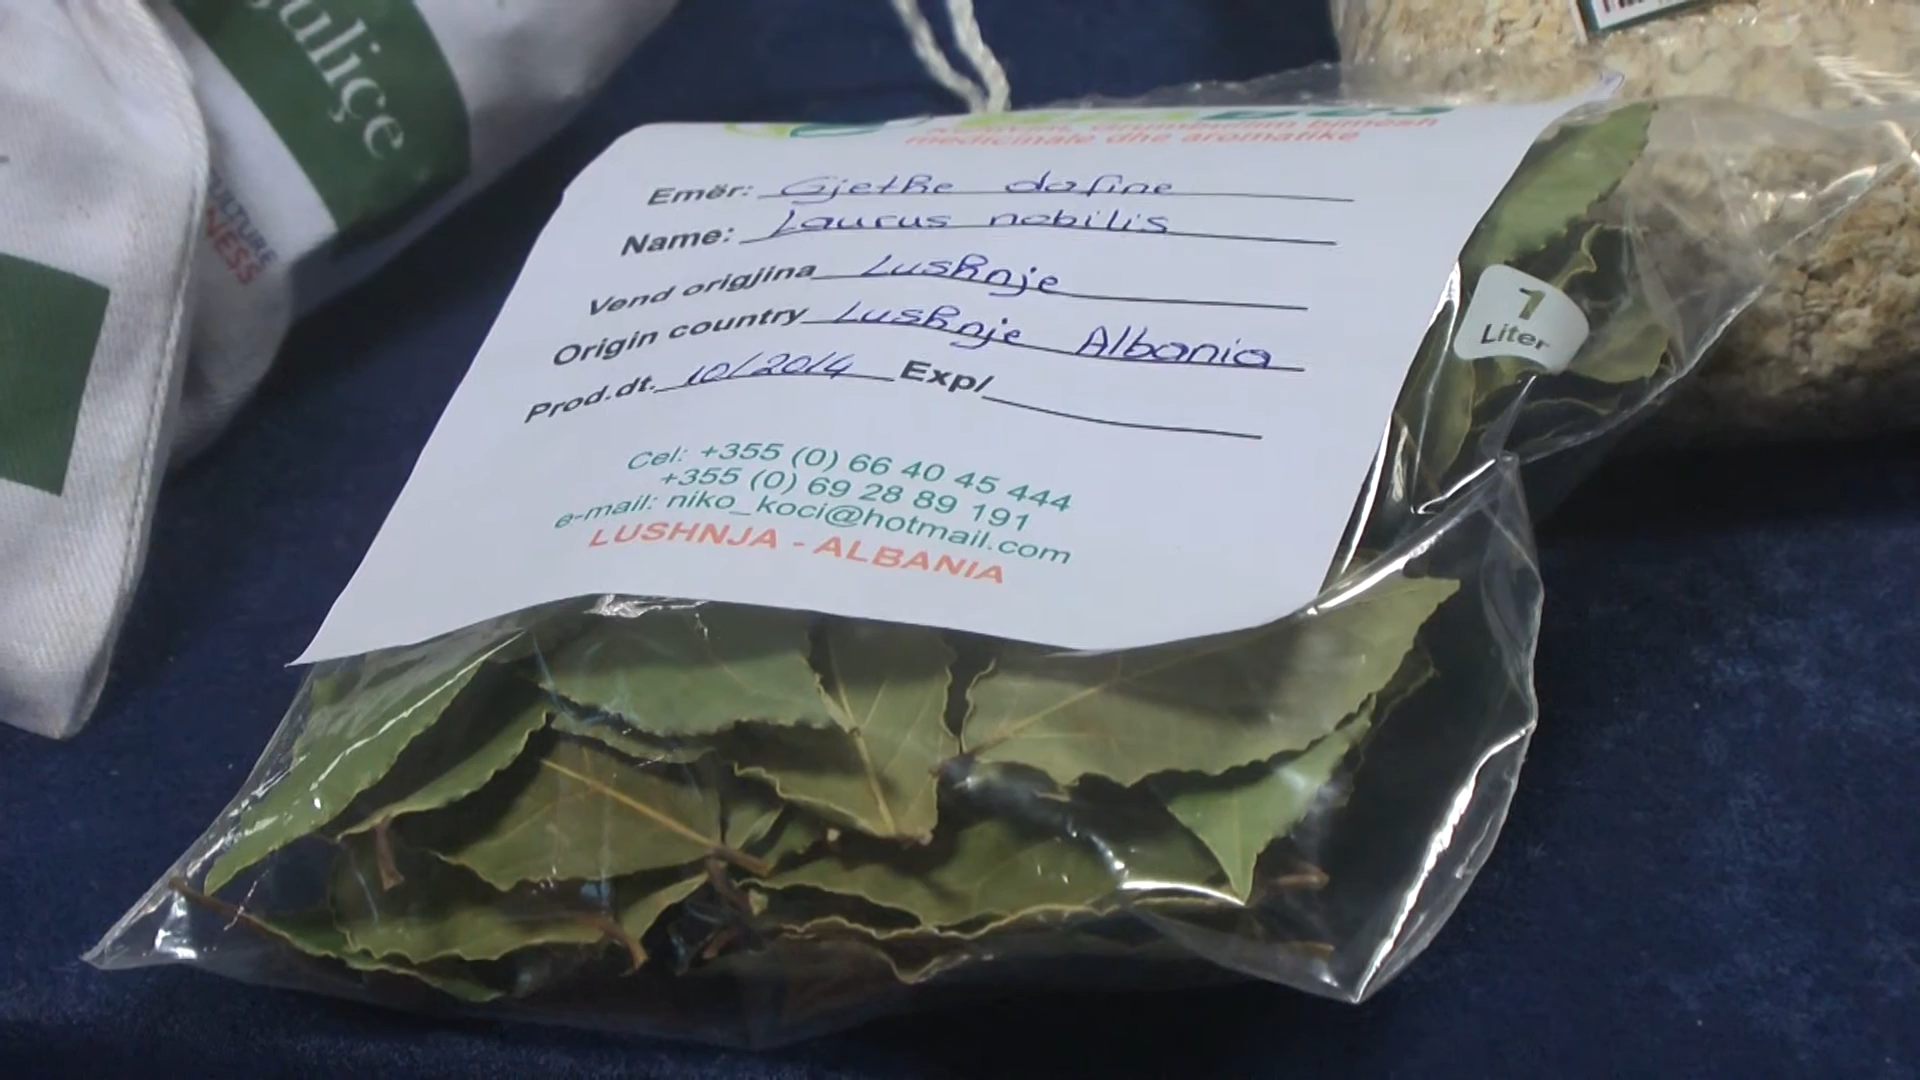 guliçe
medicinale dhe aromatike
Emër: Gjethe dafine
Name: Laurus nobilis
Vend origjina Lushnje
Origin country Lushnje Albania
Prod.dt. 10/2014 Exp/
Cel: +355 (0) 66 40 45 444
+355 (0) 69 28 89 191
e-mail: niko_koci@hotmail.com
LUSHNJA - ALBANIA
1
Liter